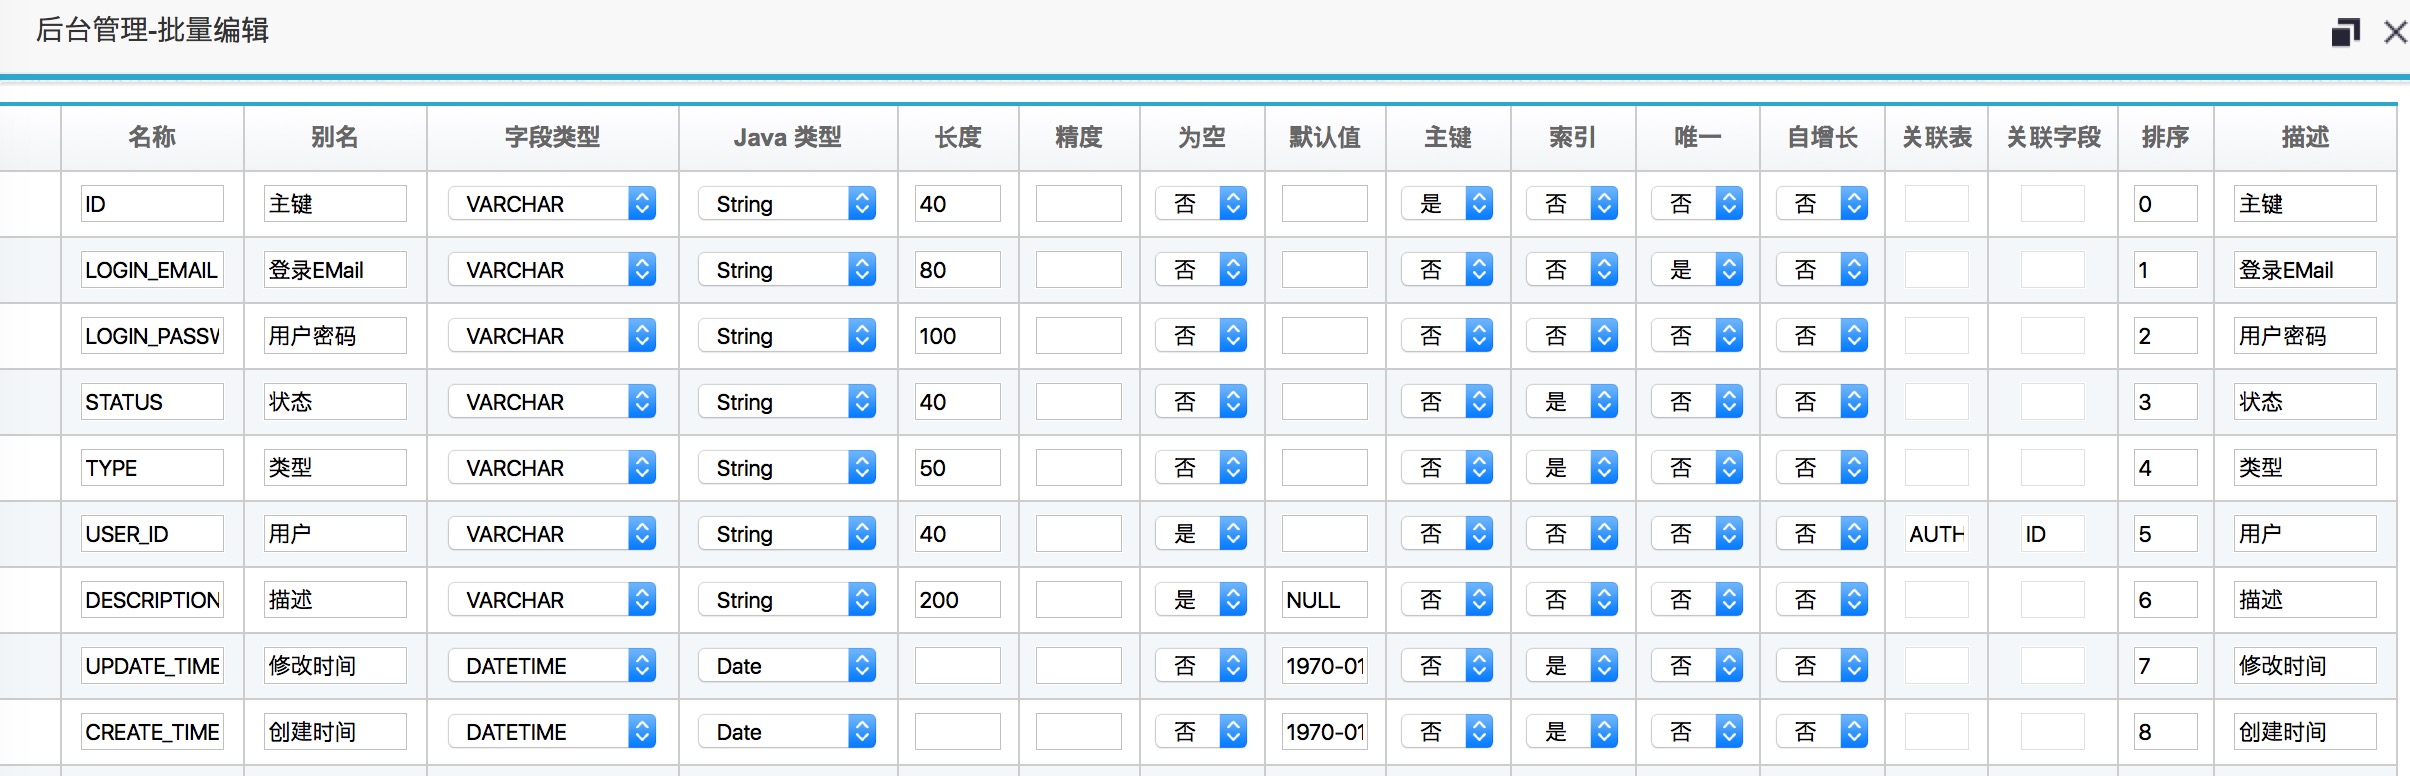 后台管理-批量编辑
名称 别名 字段类型 Java 类型 长度 精度 为空 默认值 主键 索引 唯一 自增长 关联表 关联字段 排序 描述
ID 主键 VARCHAR String 40 否 是 否 否 否 0 主键
LOGIN_EMAIL 登录EMail VARCHAR String 80 否 否 否 是 否 1 登录EMail
LOGIN_PASSW 用户密码 VARCHAR String 100 否 否 否 否 否 2 用户密码
STATUS 状态 VARCHAR String 40 否 否 是 否 否 3 状态
TYPE 类型 VARCHAR String 50 否 否 是 否 否 4 类型
USER_ID 用户 VARCHAR String 40 是 否 否 否 否 AUTH ID 5 用户
DESCRIPTION 描述 VARCHAR String 200 是 NULL 否 否 否 否 6 描述
UPDATE_TIME 修改时间 DATETIME Date 否 1970-01 否 是 否 否 7 修改时间
CREATE_TIME 创建时间 DATETIME Date 否 1970-01 否 是 否 否 8 创建时间